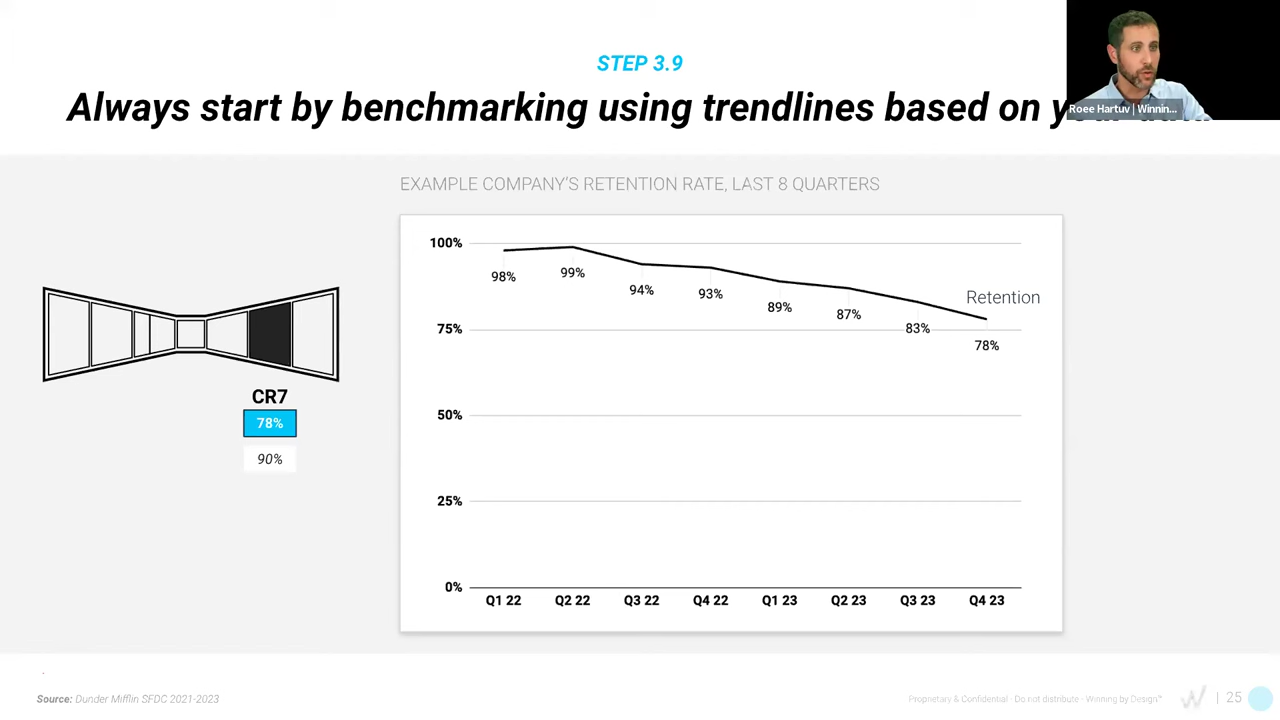 STEP 3.9
Always start by benchmarking using trendlines based on
Roee Hartuv | Winnin...
EXAMPLE COMPANY'S RETENTION RATE, LAST 8 QUARTERS
100%
75%
50%
25%
0%
98%
99%
94%
93%
89%
87%
83%
78%
Retention
Q1 22
Q2 22
Q3 22
Q4 22
Q1 23
Q2 23
Q3 23
Q4 23
CR7
78%
90%
Source: Dunder Mifflin SFDC 2021-2023
Proprietary & Confidential - Do not distribute - Winning by Design™
| 25